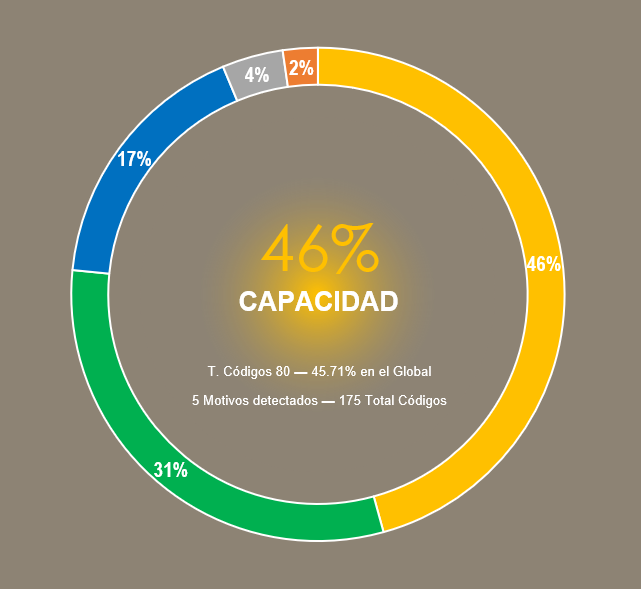 4%
2%
17%
46%
46%
CAPACIDAD
T. Códigos 80 — 45.71% en el Global
5 Motivos detectados — 175 Total Códigos
31%